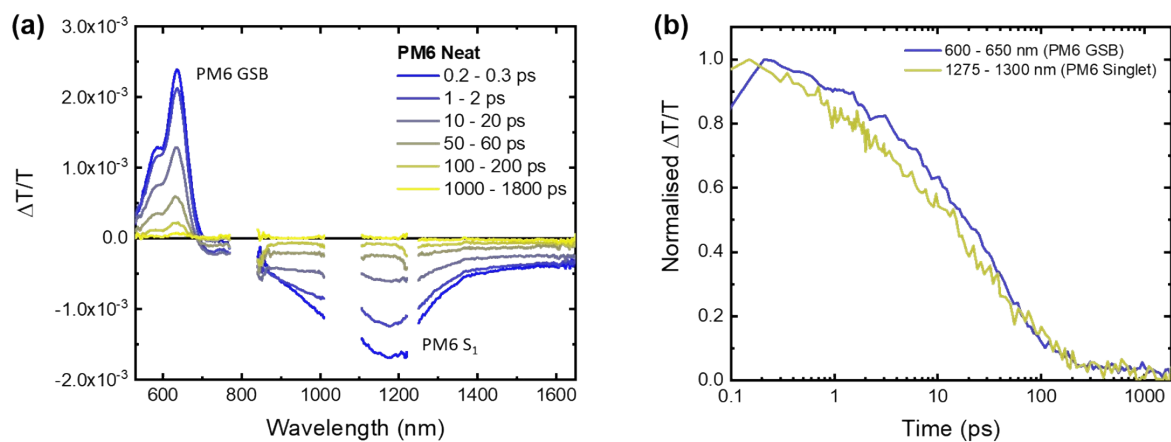 (a)
3.0x10⁻³
2.0x10⁻³
1.0x10⁻³
0.0
-1.0x10⁻³
-2.0x10⁻³
ΔT/T
PM6 GSB
PM6 Neat
0.2 - 0.3 ps
1 - 2 ps
10 - 20 ps
50 - 60 ps
100 - 200 ps
1000 - 1800 ps
PM6 S₁
600 800 1000 1200 1400 1600
Wavelength (nm)
(b)
1.0
0.8
0.6
0.4
0.2
0.0
Normalised ΔT/T
600 - 650 nm (PM6 GSB)
1275 - 1300 nm (PM6 Singlet)
0.1 1 10 100 1000
Time (ps)